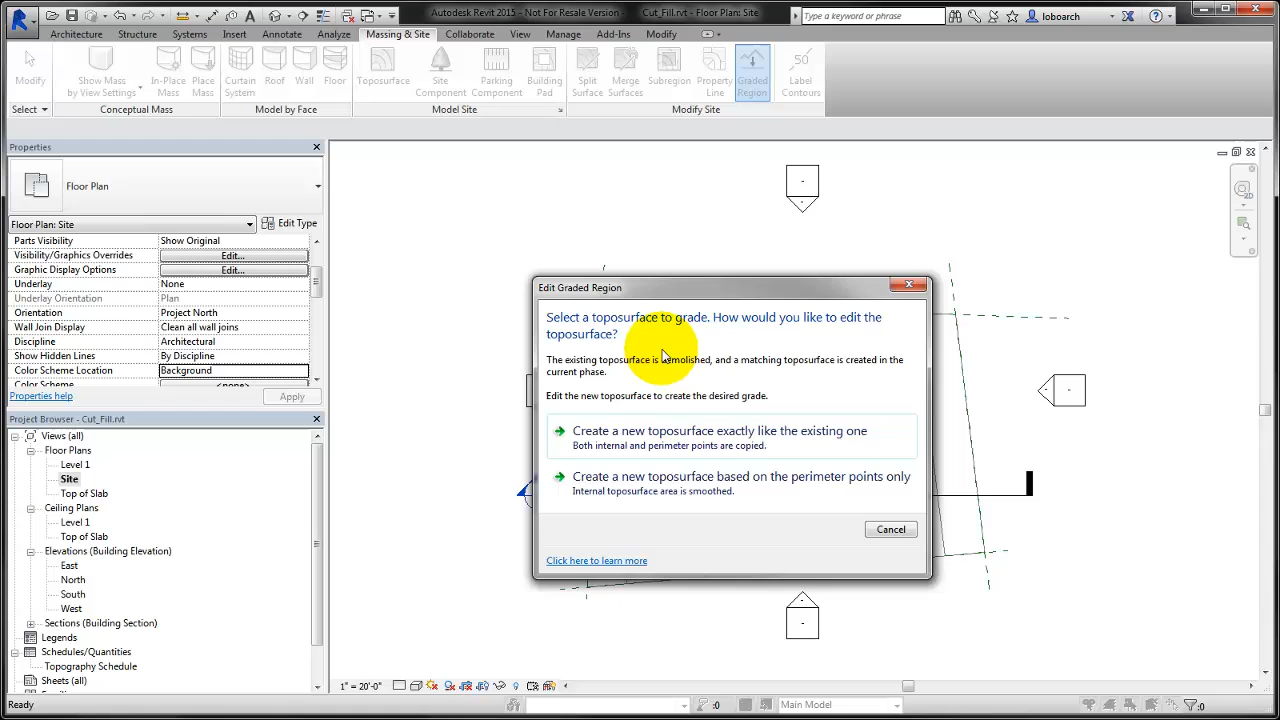 Autodesk Revit 2015 - Not For Resale Version - Cut_Fill.rvt - Floor Plan: Site
Type a keyword or phrase
loboarch
Architecture Structure Systems Insert Annotate Analyze Massing & Site Collaborate View Manage Add-Ins Modify
Modify
Show Mass
by View Settings
In-Place
Mass
Place
Mass
Curtain
System
Roof
Wall
Floor
Toposurface
Site
Component
Parking
Component
Building
Pad
Split
Surface
Merge
Surfaces
Subregion
Property
Line
Graded
Region
Label
Contours
Select
Conceptual Mass
Model by Face
Model Site
Modify Site
Properties
Floor Plan
Floor Plan: Site
Edit Type
Parts Visibility Show Original
Visibility/Graphics Overrides Edit...
Graphic Display Options Edit...
Underlay None
Underlay Orientation Plan
Orientation Project North
Wall Join Display Clean all wall joins
Discipline Architectural
Show Hidden Lines By Discipline
Color Scheme Location Background
Color Scheme <none>
Properties help
Apply
Project Browser - Cut_Fill.rvt
Views (all)
Floor Plans
Level 1
Site
Top of Slab
Ceiling Plans
Level 1
Top of Slab
Elevations (Building Elevation)
East
North
South
West
Sections (Building Section)
Legends
Schedules/Quantities
Topography Schedule
Sheets (all)
Edit Graded Region
Select a toposurface to grade. How would you like to edit the
toposurface?
The existing toposurface is demolished, and a matching toposurface is created in the
current phase.
Edit the new toposurface to create the desired grade.
Create a new toposurface exactly like the existing one
Both internal and perimeter points are copied.
Create a new toposurface based on the perimeter points only
Internal toposurface area is smoothed.
Cancel
Click here to learn more
1" = 20'-0"
Ready
:0
Main Model
:0